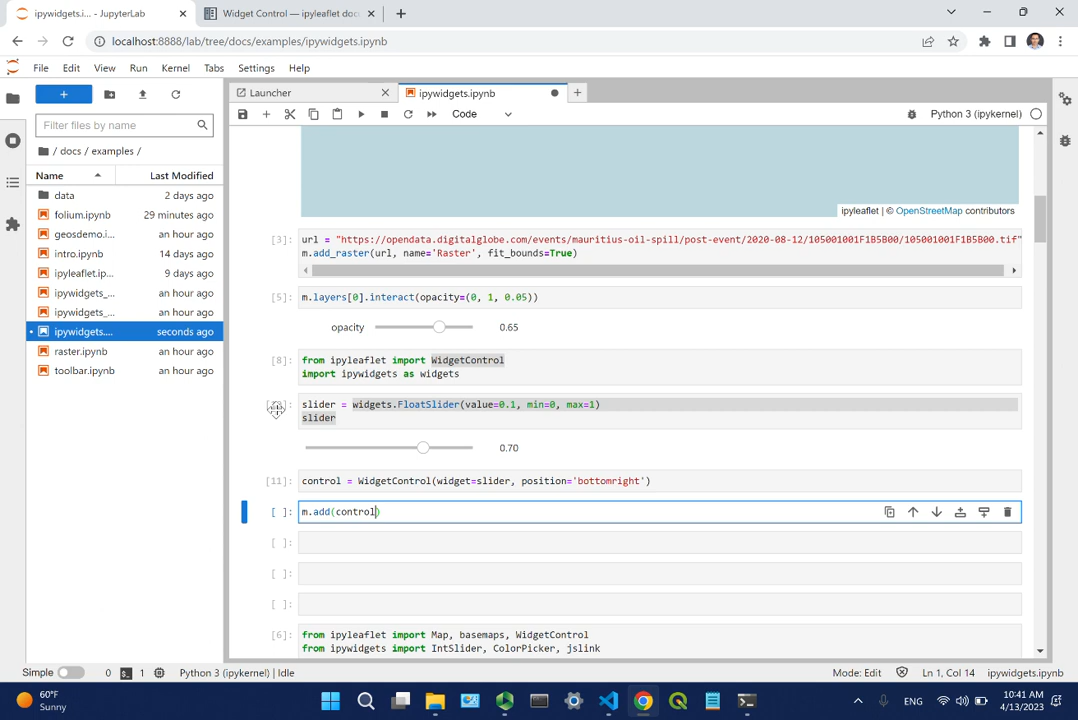 ipywidgets.i... - JupyterLab
Widget Control — ipyleaflet doc
localhost:8888/lab/tree/docs/examples/ipywidgets.ipynb
File Edit View Run Kernel Tabs Settings Help
Launcher
ipywidgets.ipynb
Code
Python 3 (ipykernel)
Filter files by name
/ docs / examples /
Name Last Modified
data 2 days ago
folium.ipynb 29 minutes ago
geosdemo.i... an hour ago
intro.ipynb 14 days ago
ipyleaflet.ip... 9 days ago
ipywidgets_... an hour ago
ipywidgets_... an hour ago
ipywidgets.... seconds ago
raster.ipynb an hour ago
toolbar.ipynb an hour ago
ipyleaflet | © OpenStreetMap contributors
[3]: url = "https://opendata.digitalglobe.com/events/mauritius-oil-spill/post-event/2020-08-12/105001001F1B5B00/105001001F1B5B00.tif"
m.add_raster(url, name='Raster', fit_bounds=True)
[5]: m.layers[0].interact(opacity=(0, 1, 0.05))
opacity 0.65
[8]: from ipyleaflet import WidgetControl
import ipywidgets as widgets
slider = widgets.FloatSlider(value=0.1, min=0, max=1)
slider
0.70
[11]: control = WidgetControl(widget=slider, position='bottomright')
[ ]: m.add(control)
[ ]:
[ ]:
[ ]:
[6]: from ipyleaflet import Map, basemaps, WidgetControl
from ipywidgets import IntSlider, ColorPicker, jslink
Simple 0 1 Python 3 (ipykernel) | Idle Mode: Edit Ln 1, Col 14 ipywidgets.ipynb
60°F
Sunny
ENG
10:41 AM
4/13/2023